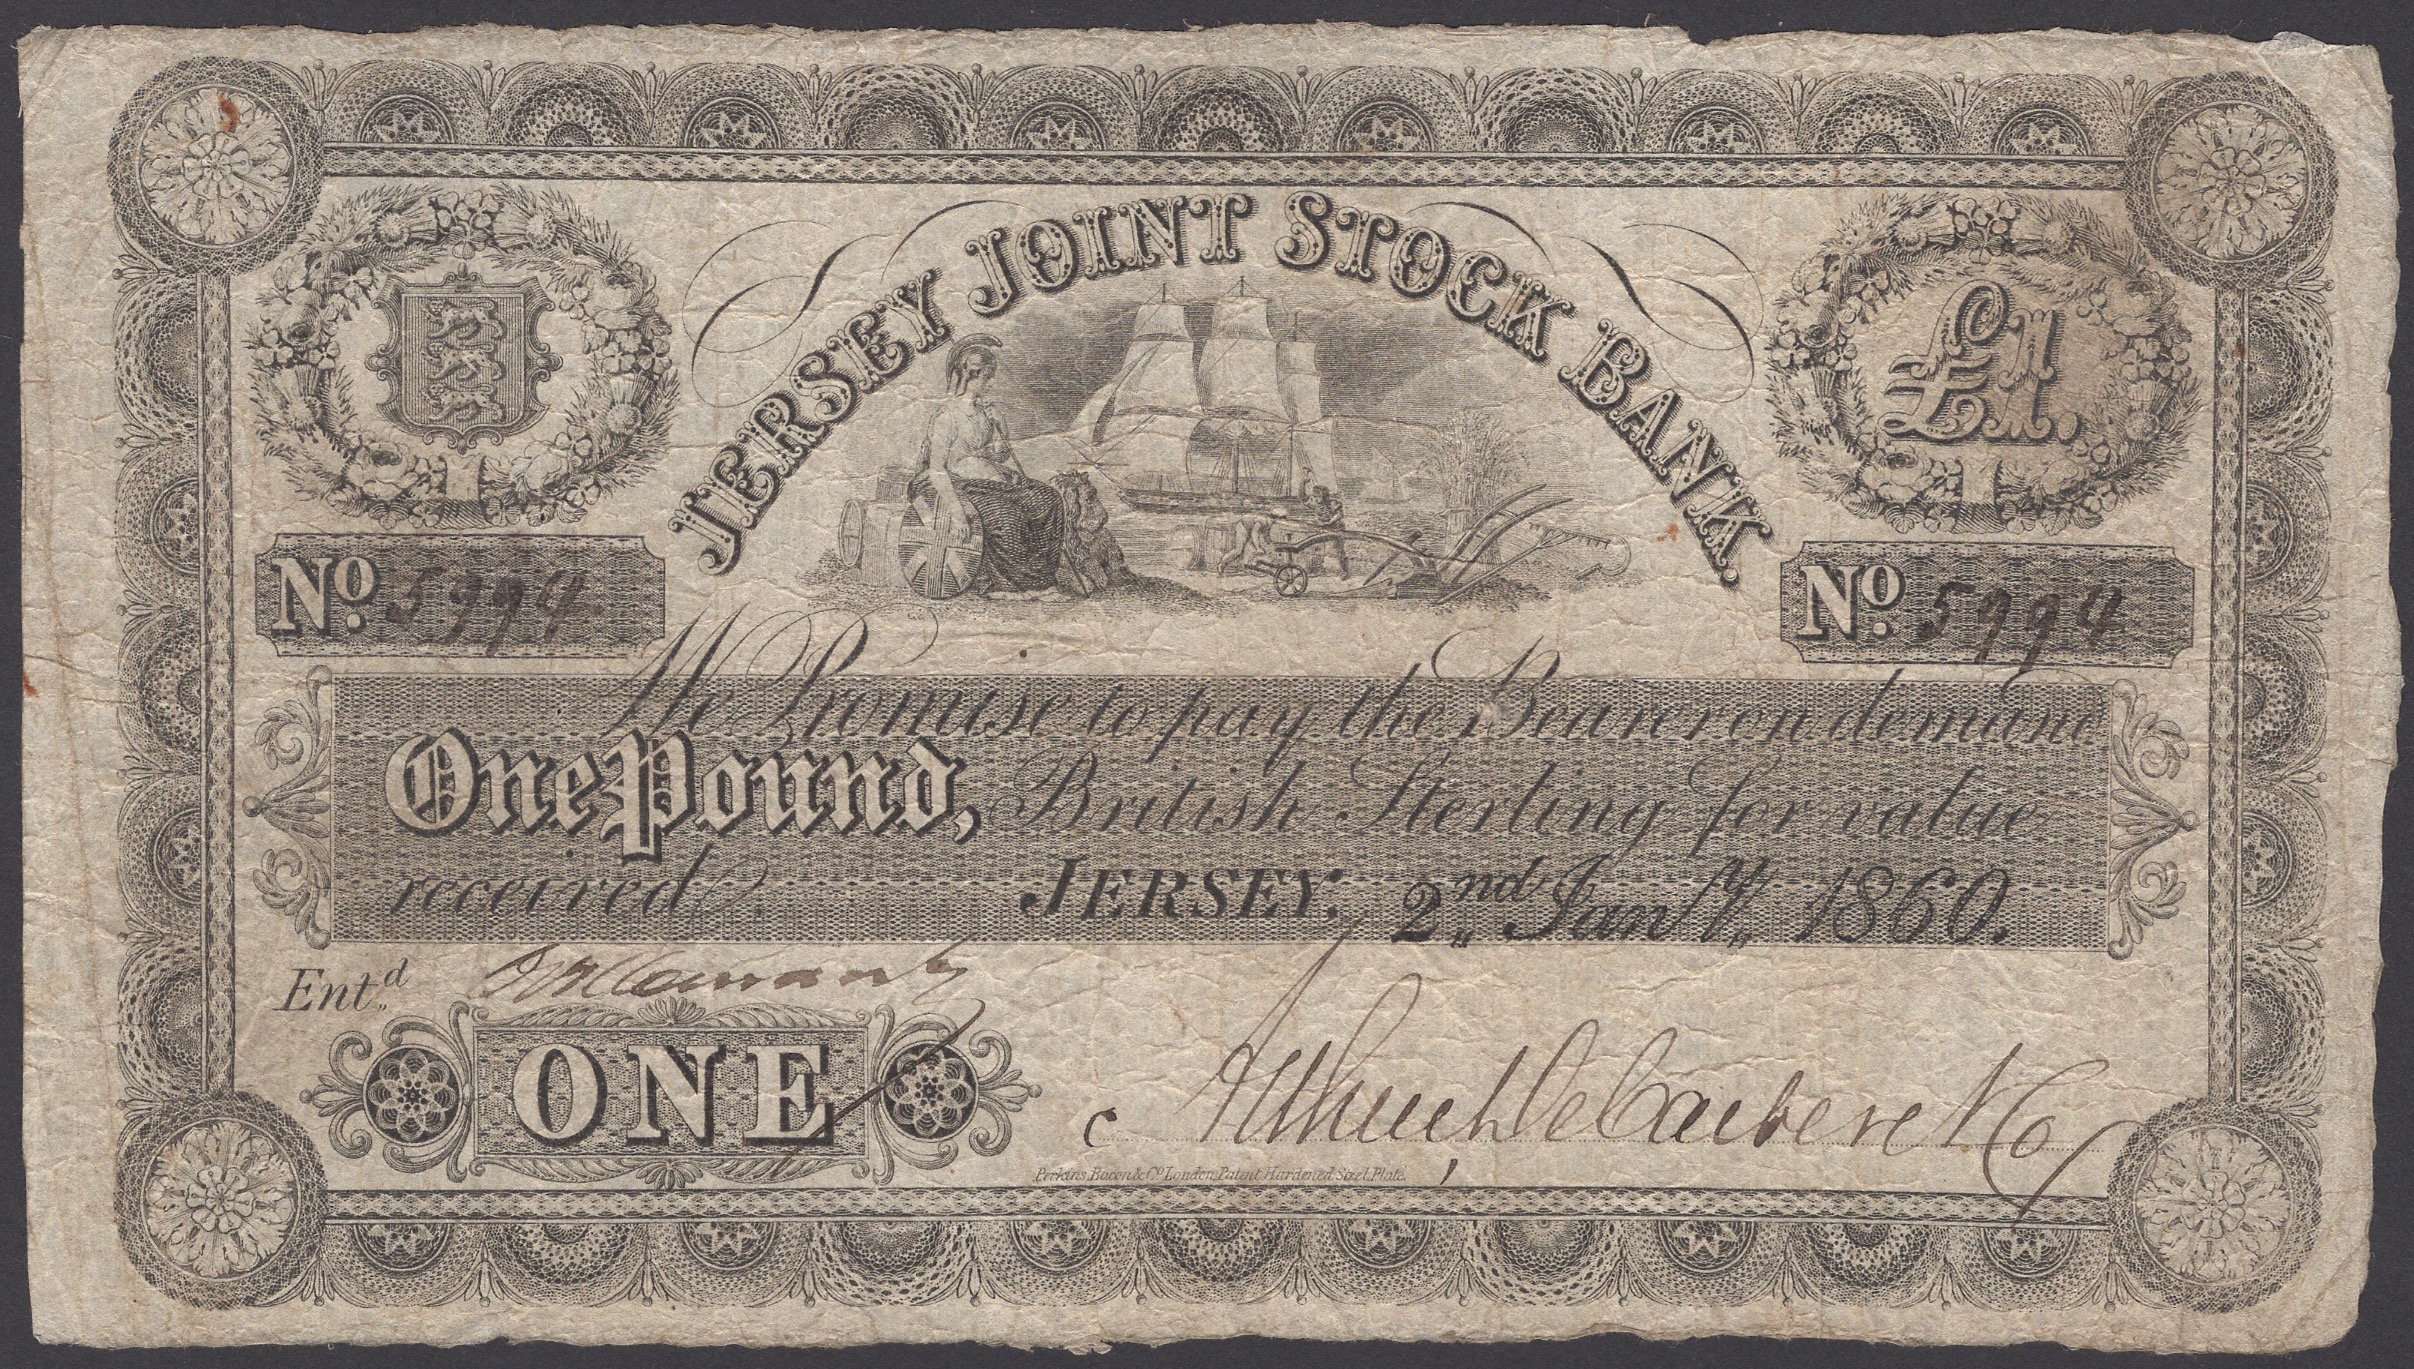 JERSEY JOINT STOCK BANK.
£1.
No. 5994
No. 5994
We Promise to pay the Bearer on demand
One Pound, British Sterling for value
received. JERSEY, 2nd Jany. 1860.
Entd
ONE
Perkins, Bacon & Co. London, Patent Hardened Steel Plate.